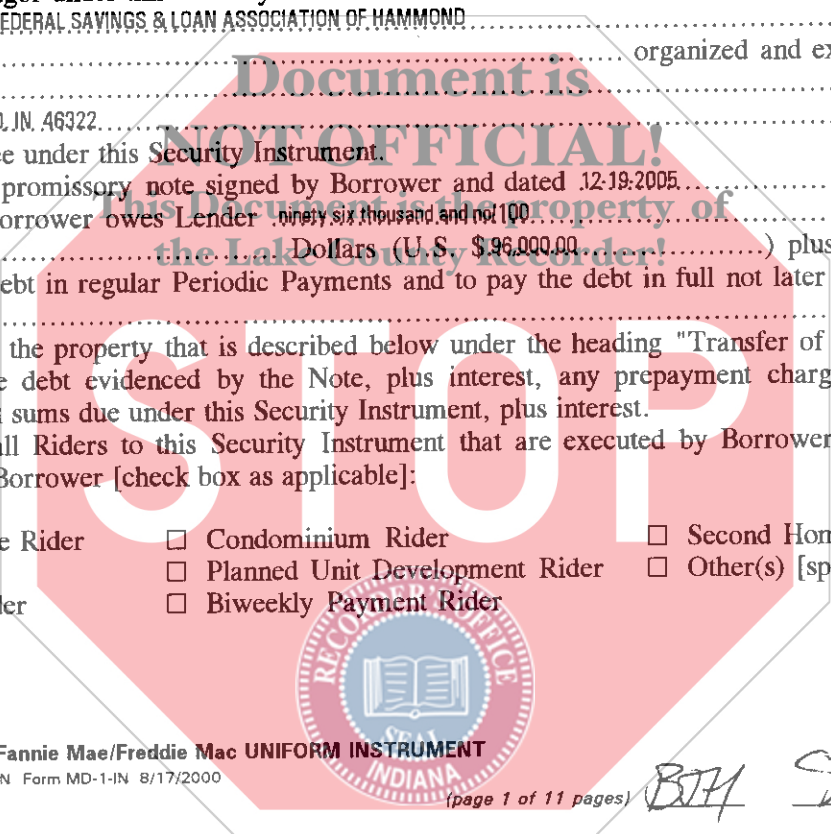 FEDERAL SAVINGS & LOAN ASSOCIATION OF HAMMOND
organized and ex
Document is
IN, 46322
NOT OFFICIAL!
e under this Security Instrument.
promissory note signed by Borrower and dated 12-19-2005
This Document is the property of
orrower owes Lender ninety six thousand and no/100
the Lake County Recorder!
Dollars (U.S. $ 96,000.00 ) plus
ebt in regular Periodic Payments and to pay the debt in full not later
STOP
the property that is described below under the heading "Transfer of
e debt evidenced by the Note, plus interest, any prepayment charg
sums due under this Security Instrument, plus interest.
ll Riders to this Security Instrument that are executed by Borrower
Borrower [check box as applicable]:
e Rider ☐ Condominium Rider ☐ Second Hom
☐ Planned Unit Development Rider ☐ Other(s) [sp
der ☐ Biweekly Payment Rider
RECORDER'S OFFICE
SEAL
INDIANA
Fannie Mae/Freddie Mac UNIFORM INSTRUMENT
N Form MD-1-IN 8/17/2000
(page 1 of 11 pages) BJH